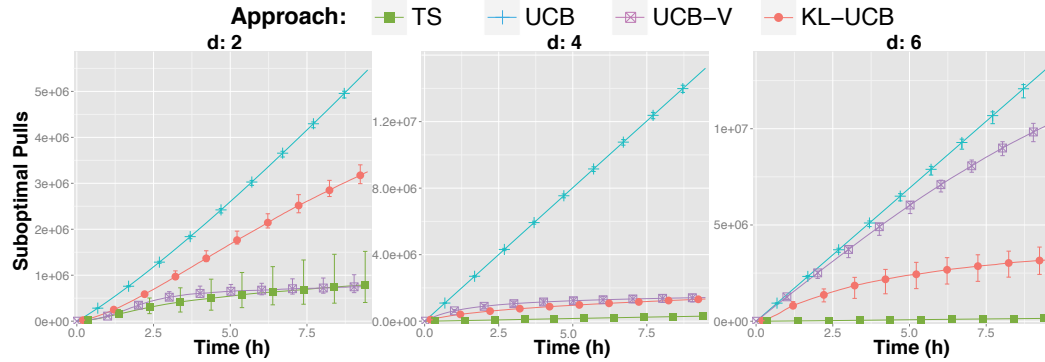 Approach: TS UCB UCB−V KL−UCB
d: 2 d: 4 d: 6
Suboptimal Pulls
5e+06
4e+06
3e+06
2e+06
1e+06
0e+00
0.0 2.5 5.0 7.5
Time (h)
1.2e+07
8.0e+06
4.0e+06
0.0e+00
0.0 2.5 5.0 7.5
Time (h)
1e+07
5e+06
0e+00
0.0 2.5 5.0 7.5
Time (h)